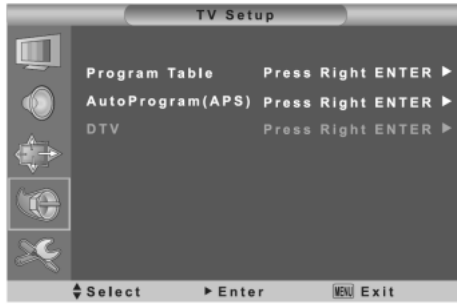 TV Setup
Program Table Press Right ENTER ▶
AutoProgram(APS) Press Right ENTER ▶
DTV Press Right ENTER ▶
Select Enter MENU Exit